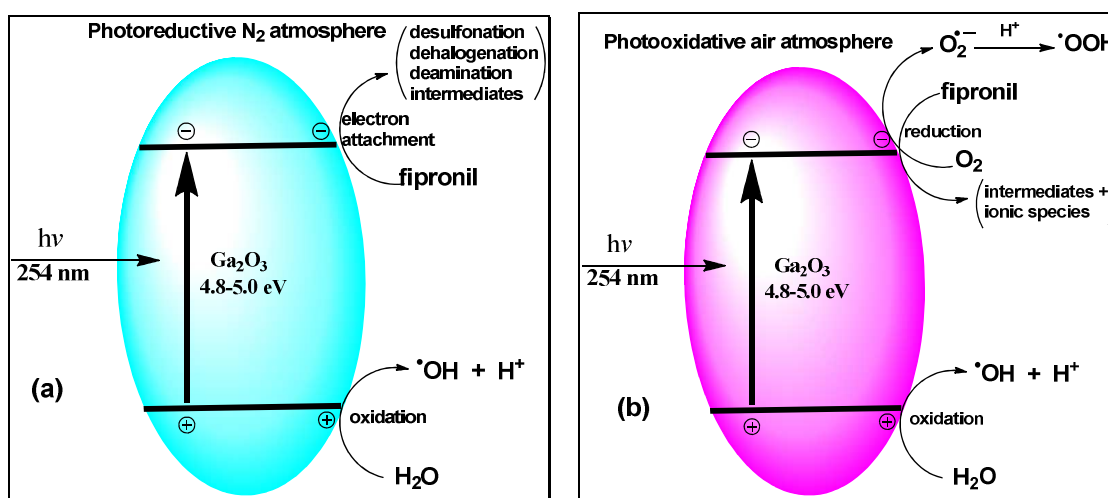 Photoreductive N₂ atmosphere
(desulfonation
dehalogenation
deamination
intermediates)
⊖
⊖
electron
attachment
fipronil
hν
254 nm
Ga₂O₃
4.8-5.0 eV
(a)
•OH + H⁺
⊕
⊕
oxidation
H₂O
Photooxidative air atmosphere
O₂•− H⁺ •OOH
fipronil
⊖
⊖
reduction
O₂
(intermediates +
ionic species)
hν
254 nm
Ga₂O₃
4.8-5.0 eV
(b)
•OH + H⁺
⊕
⊕
oxidation
H₂O